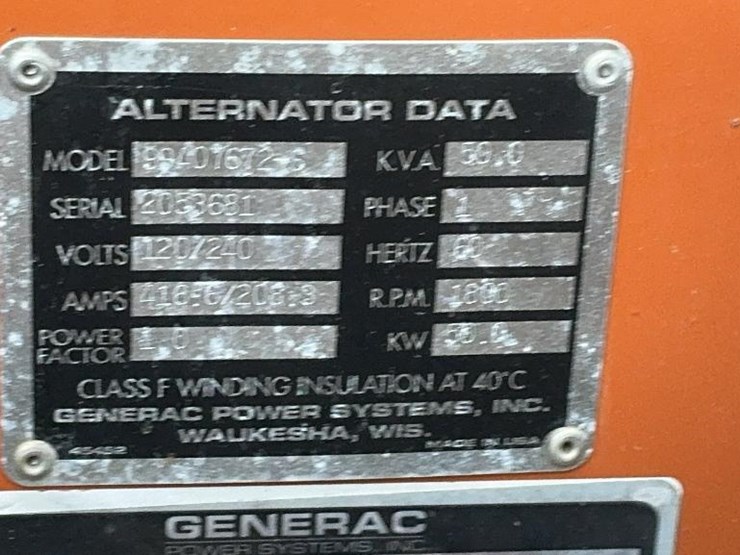 ALTERNATOR DATA
MODEL 99A01672-S K.V.A. 50.0
SERIAL 2053681 PHASE 1
VOLTS 120/240 HERTZ 60
AMPS 416.6/208.3 R.P.M. 1800
POWER FACTOR 1.0 KW 50.0
CLASS F WINDING INSULATION AT 40°C
GENERAC POWER SYSTEMS, INC.
WAUKESHA, WIS.
MADE IN USA
GENERAC
POWER SYSTEMS, INC.